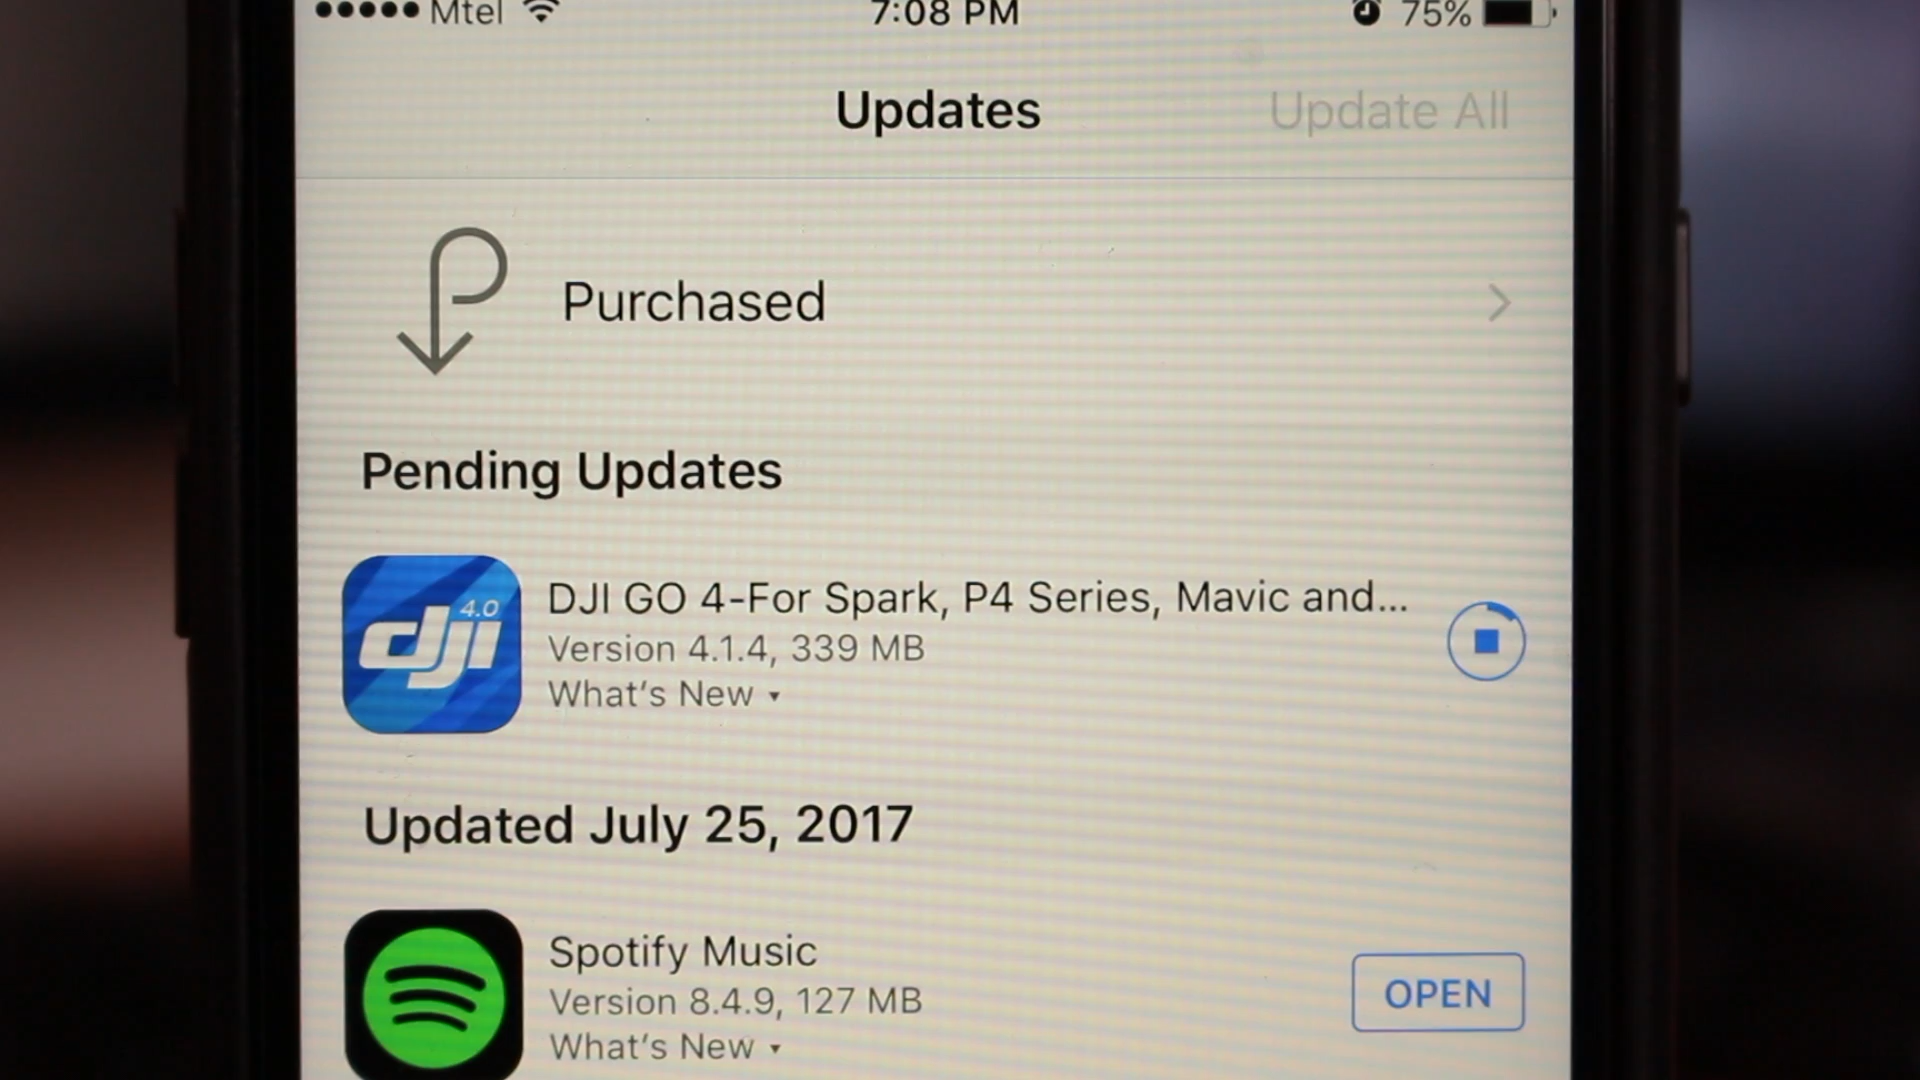 Mtel 7:08 PM 75%
Updates Update All
Purchased
Pending Updates
4.0
dji
DJI GO 4-For Spark, P4 Series, Mavic and...
Version 4.1.4, 339 MB
What's New
Updated July 25, 2017
Spotify Music
Version 8.4.9, 127 MB
OPEN
What's New